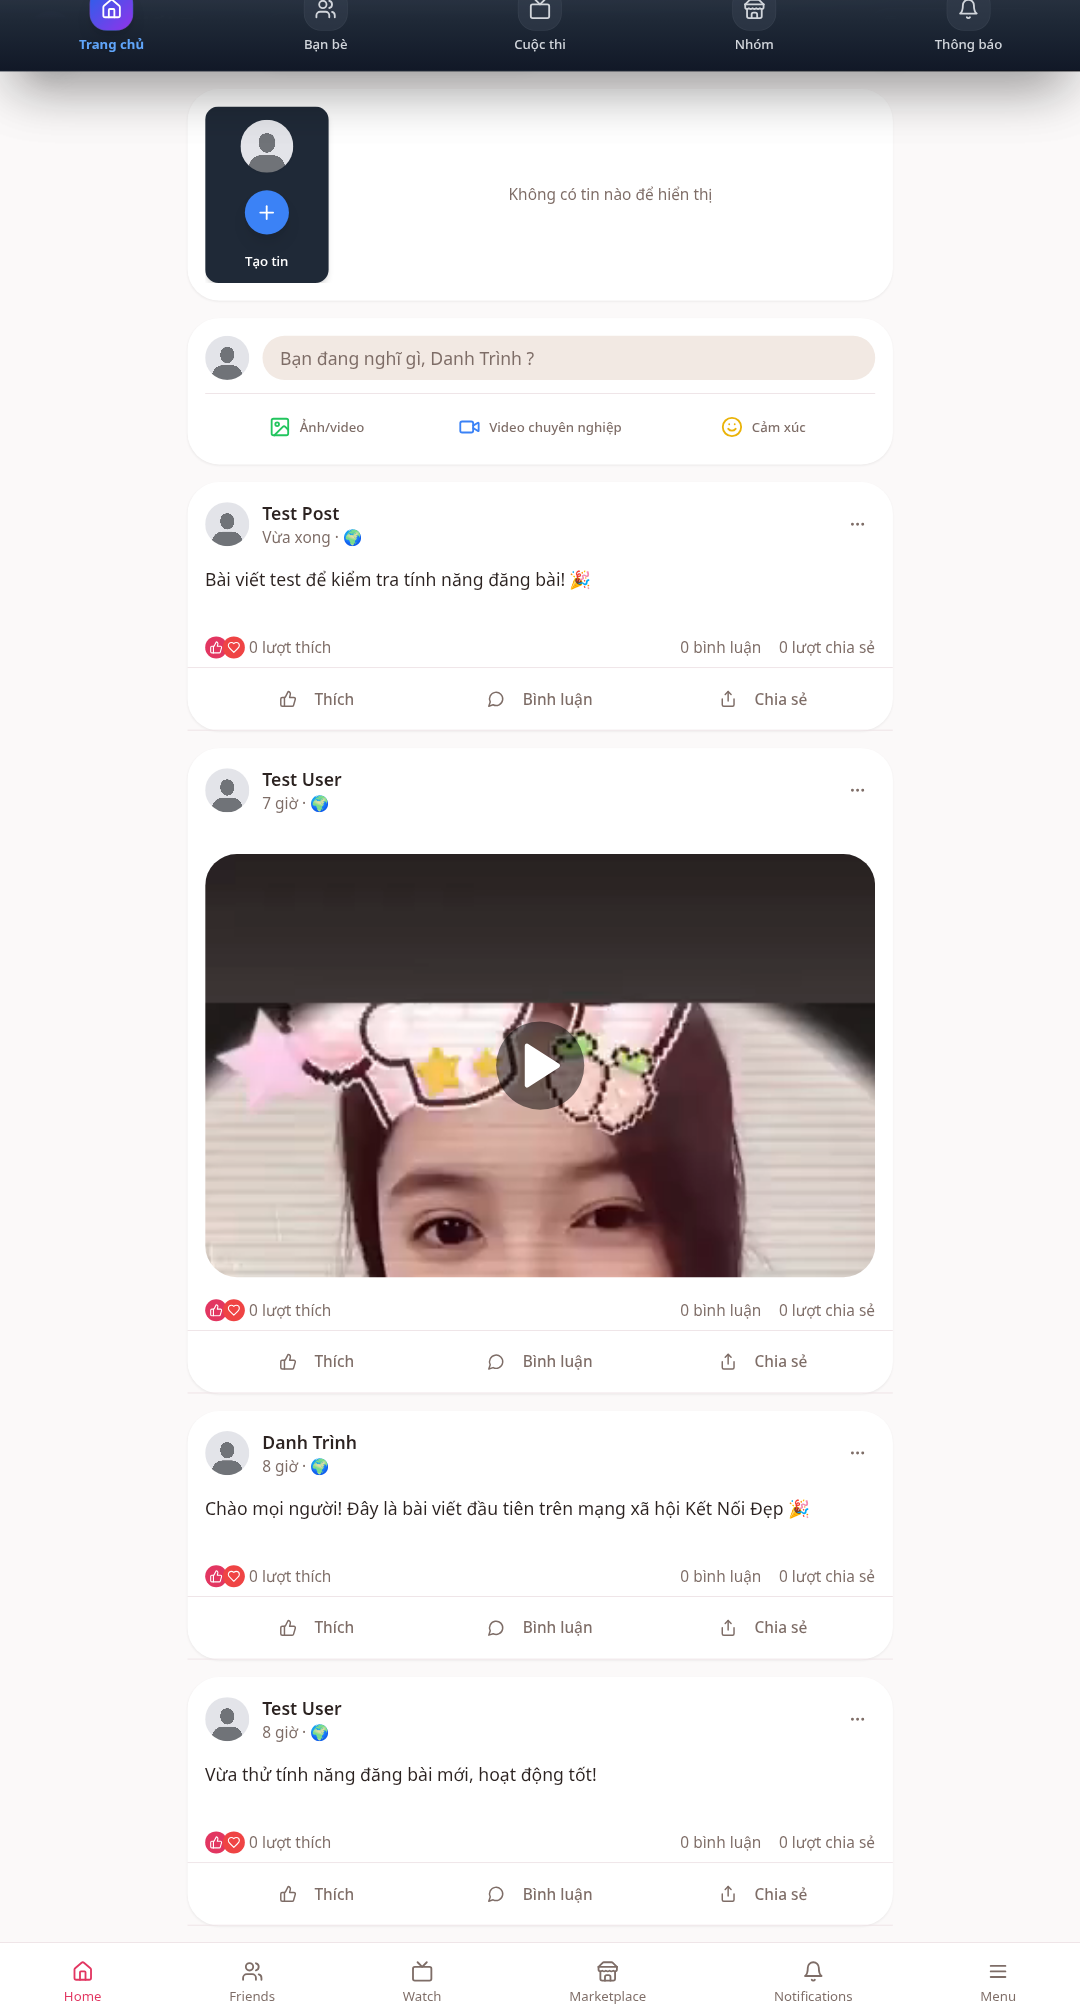 Trang chủ
Bạn bè
Cuộc thi
Nhóm
Thông báo
Tạo tin
Không có tin nào để hiển thị
Bạn đang nghĩ gì, Danh Trình ?
Ảnh/video
Video chuyên nghiệp
Cảm xúc
Test Post
Vừa xong · 🌍
Bài viết test để kiểm tra tính năng đăng bài! 🎉
0 lượt thích 0 bình luận 0 lượt chia sẻ
Thích Bình luận Chia sẻ
Test User
7 giờ · 🌍
0 lượt thích 0 bình luận 0 lượt chia sẻ
Thích Bình luận Chia sẻ
Danh Trình
8 giờ · 🌍
Chào mọi người! Đây là bài viết đầu tiên trên mạng xã hội Kết Nối Đẹp 🎉
0 lượt thích 0 bình luận 0 lượt chia sẻ
Thích Bình luận Chia sẻ
Test User
8 giờ · 🌍
Vừa thử tính năng đăng bài mới, hoạt động tốt!
0 lượt thích 0 bình luận 0 lượt chia sẻ
Thích Bình luận Chia sẻ
Home
Friends
Watch
Marketplace
Notifications
Menu